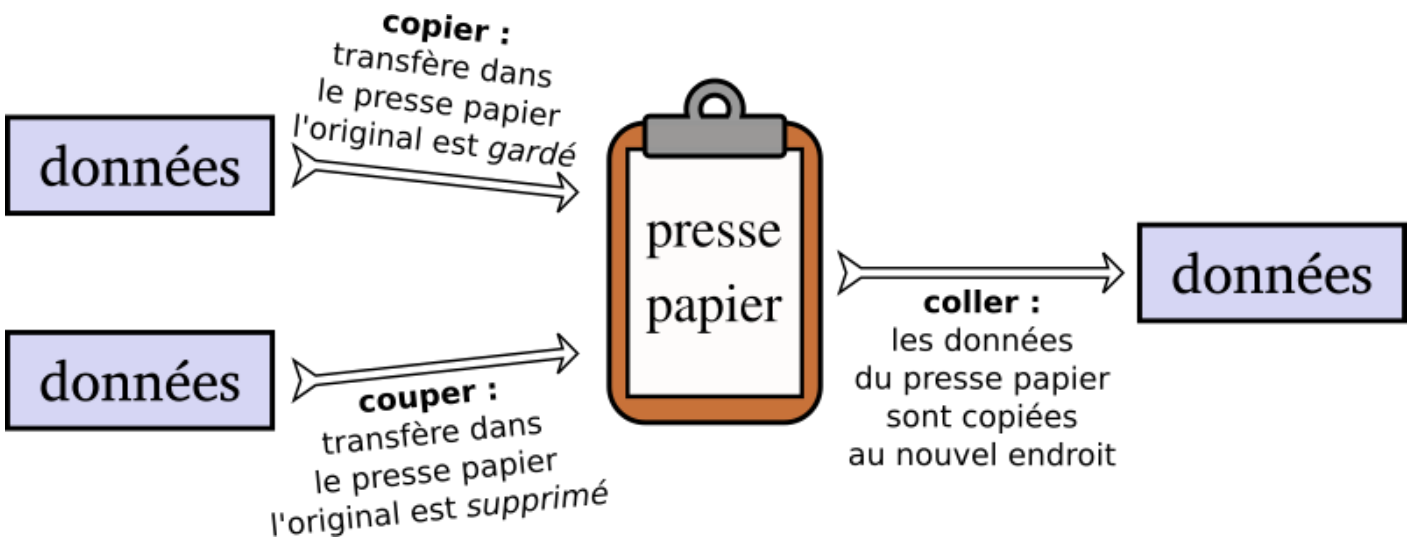 données
copier :
transfère dans
le presse papier
l'original est gardé
données
couper :
transfère dans
le presse papier
l'original est supprimé
presse
papier
coller :
les données
du presse papier
sont copiées
au nouvel endroit
données